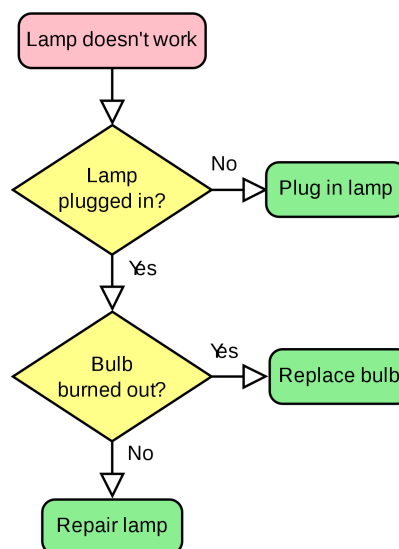 Lamp doesn't work
Lamp
plugged in?
No
Plug in lamp
Yes
Bulb
burned out?
Yes
Replace bulb
No
Repair lamp